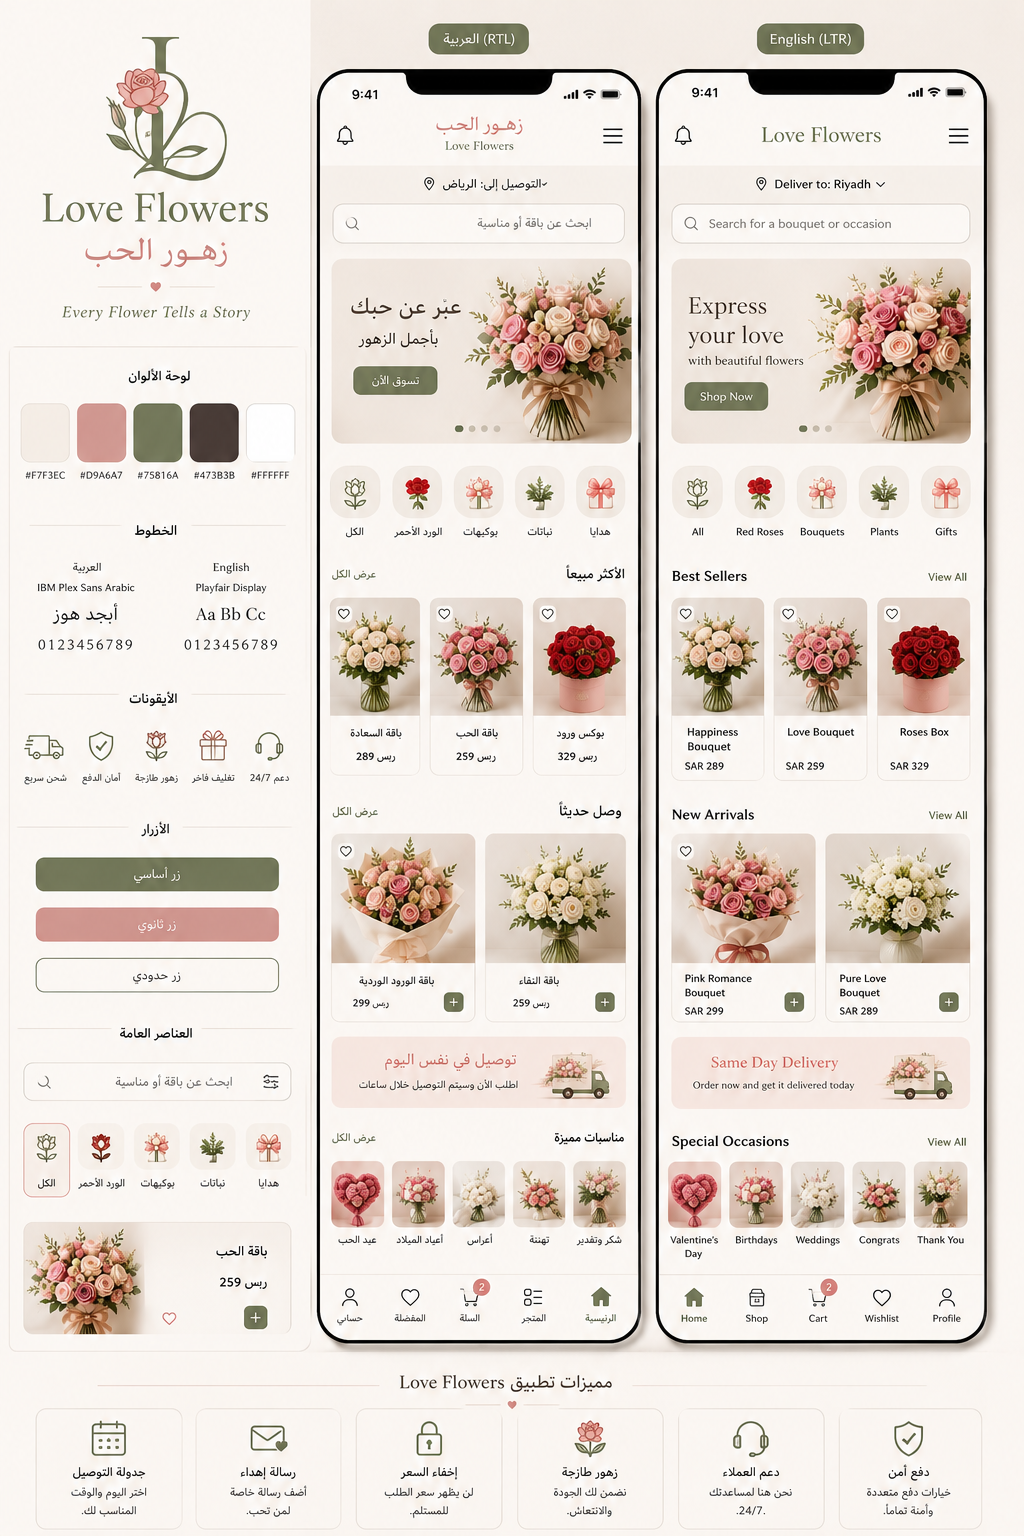 Love Flowers
زهـور الحب
Every Flower Tells a Story
لوحة الألوان
#F7F3EC
#D9A6A7
#75816A
#473B3B
#FFFFFF
الخطوط
العربية
IBM Plex Sans Arabic
أبجد هوز
0123456789
English
Playfair Display
Aa Bb Cc
0123456789
الأيقونات
شحن سريع
أمان الدفع
زهور طازجة
تغليف فاخر
دعم 24/7
الأزرار
زر أساسي
زر ثانوي
زر حدودي
العناصر العامة
ابحث عن باقة أو مناسبة
الكل
الورد الأحمر
بوكيهات
نباتات
هدايا
باقة الحب
259 ربس
العربية (RTL)
9:41
زهـور الحب
Love Flowers
التوصيل إلى: الرياض
ابحث عن باقة أو مناسبة
عبّر عن حبك
بأجمل الزهور
تسوق الآن
الكل
الورد الأحمر
بوكيهات
نباتات
هدايا
الأكثر مبيعاً
عرض الكل
باقة السعادة
289 ربس
باقة الحب
259 ربس
بوكس ورود
329 ربس
وصل حديثاً
عرض الكل
باقة الورود الوردية
299 ربس
باقة النقاء
259 ربس
توصيل في نفس اليوم
اطلب الآن وسيتم التوصيل خلال ساعات
مناسبات مميزة
عرض الكل
عيد الحب
أعياد الميلاد
أعراس
تهنئة
شكر وتقدير
حسابي
المفضلة
2
السلة
المتجر
الرئيسية
English (LTR)
9:41
Love Flowers
Deliver to: Riyadh
Search for a bouquet or occasion
Express
your love
with beautiful flowers
Shop Now
All
Red Roses
Bouquets
Plants
Gifts
Best Sellers
View All
Happiness
Bouquet
SAR 289
Love Bouquet
SAR 259
Roses Box
SAR 329
New Arrivals
View All
Pink Romance
Bouquet
SAR 299
Pure Love
Bouquet
SAR 289
Same Day Delivery
Order now and get it delivered today
Special Occasions
View All
Valentine's
Day
Birthdays
Weddings
Congrats
Thank You
Home
Shop
2
Cart
Wishlist
Profile
مميزات تطبيق Love Flowers
جدولة التوصيل
اختر اليوم والوقت
المناسب لك.
رسالة إهداء
أضف رسالة خاصة
لمن تحب.
إخفاء السعر
لن يظهر سعر الطلب
للمستلم.
زهور طازجة
نضمن لك الجودة
والانتعاش.
دعم العملاء
نحن هنا لمساعدتك
24/7.
دفع آمن
خيارات دفع متعددة
وآمنة تماماً.